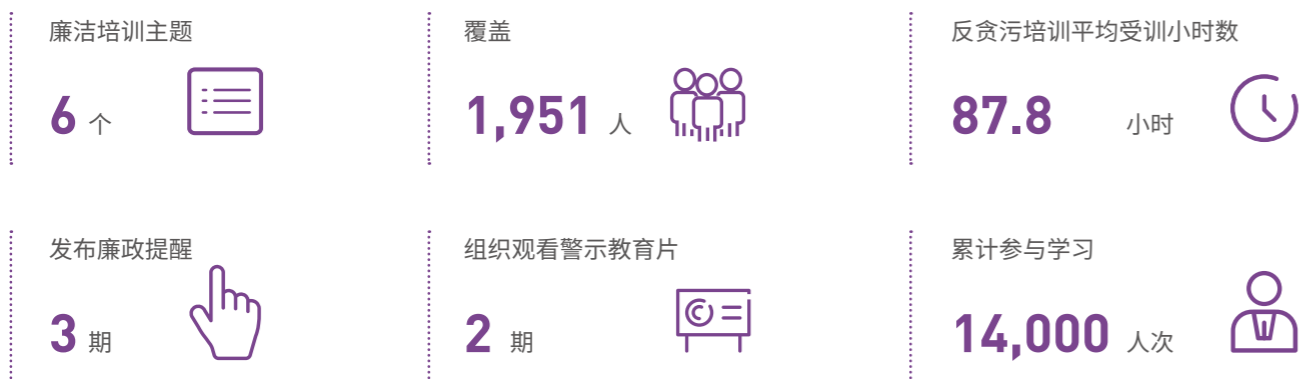 廉洁培训主题
6 个
覆盖
1,951 人
反贪污培训平均受训小时数
87.8 小时
发布廉政提醒
3 期
组织观看警示教育片
2 期
累计参与学习
14,000 人次